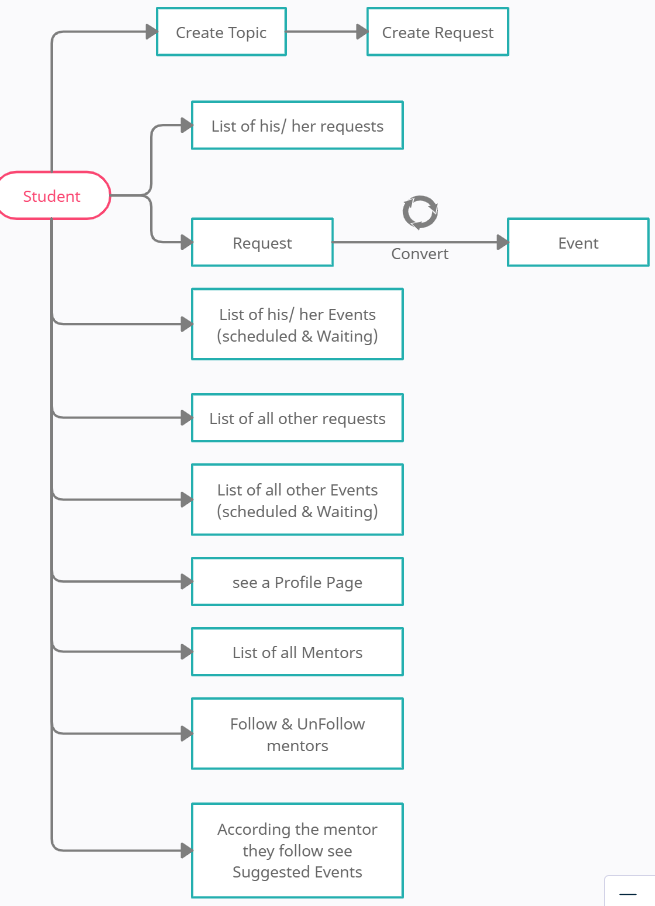 Create Topic
Create Request
List of his/ her requests
Student
Request
Convert
Event
List of his/ her Events
(scheduled & Waiting)
List of all other requests
List of all other Events
(scheduled & Waiting)
see a Profile Page
List of all Mentors
Follow & UnFollow
mentors
According the mentor
they follow see
Suggested Events